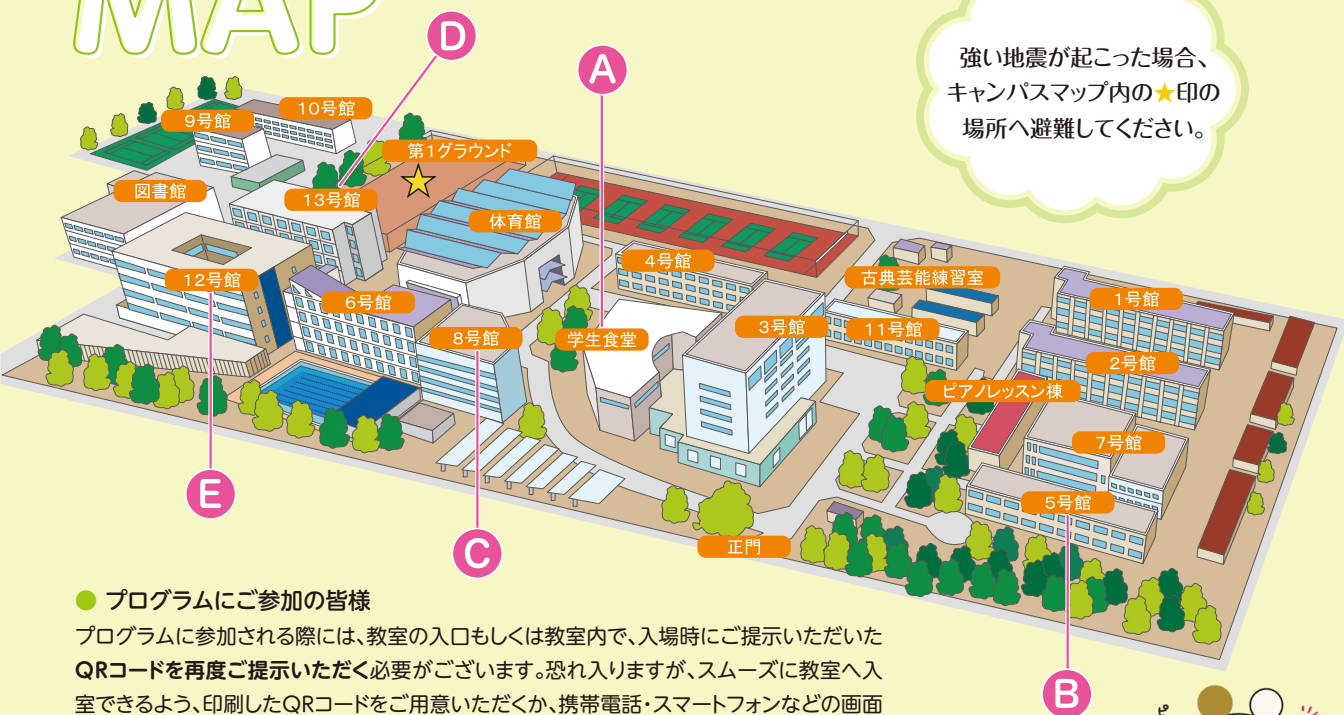 MAP
D
A
強い地震が起こった場合、
キャンパスマップ内の★印の
場所へ避難してください。
10号館
9号館
第1グラウンド
図書館
13号館
体育館
4号館
古典芸能練習室
12号館
6号館
1号館
8号館
学生食堂
3号館
11号館
2号館
ピアノレッスン棟
7号館
5号館
E
C
正門
B
● プログラムにご参加の皆様
プログラムに参加される際には、教室の入口もしくは教室内で、入場時にご提示いただいた
QRコードを再度ご提示いただく必要がございます。恐れ入りますが、スムーズに教室へ入
室できるよう、印刷したQRコードをご用意いただくか、携帯電話・スマートフォンなどの画面